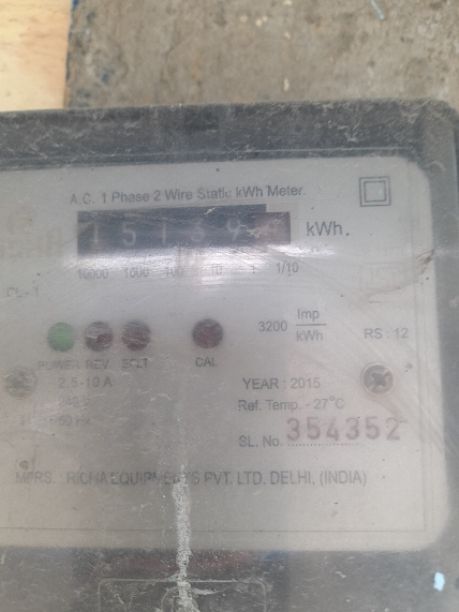 A.C. 1 Phase 2 Wire Static kWh Meter.
kWh.
10000 1000 100 10 1 1/10
3200 Imp
kWh
RS : 12
POWER REV CAL
2.5-10 A
YEAR : 2015
Ref. Temp. - 27°C
SL. No. 354352
MFRS. : RICHA EQUIPMENTS PVT. LTD. DELHI, (INDIA)